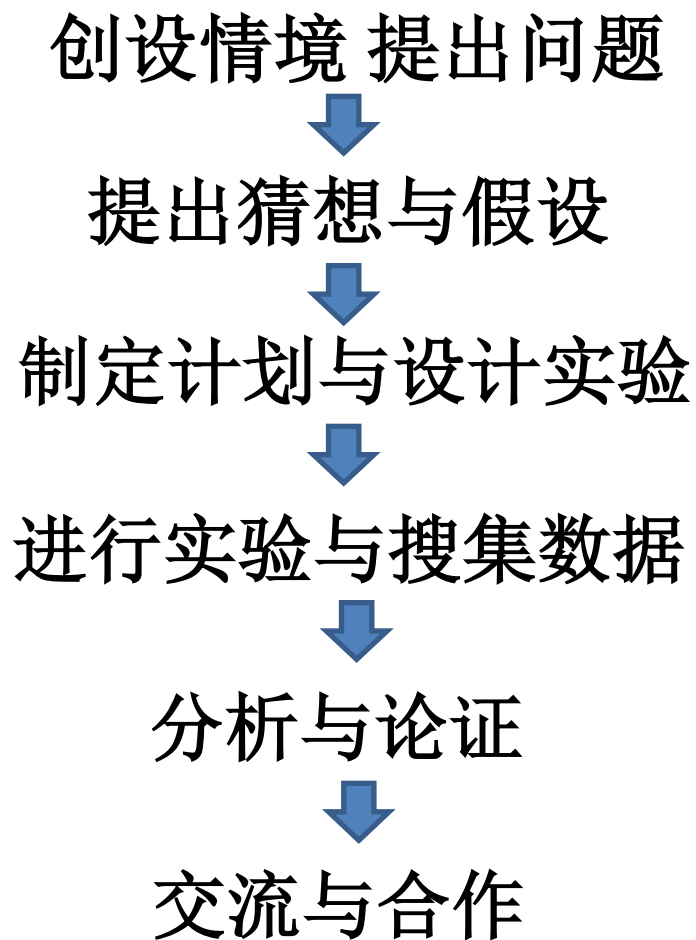 创设情境 提出问题
提出猜想与假设
制定计划与设计实验
进行实验与搜集数据
分析与论证
交流与合作